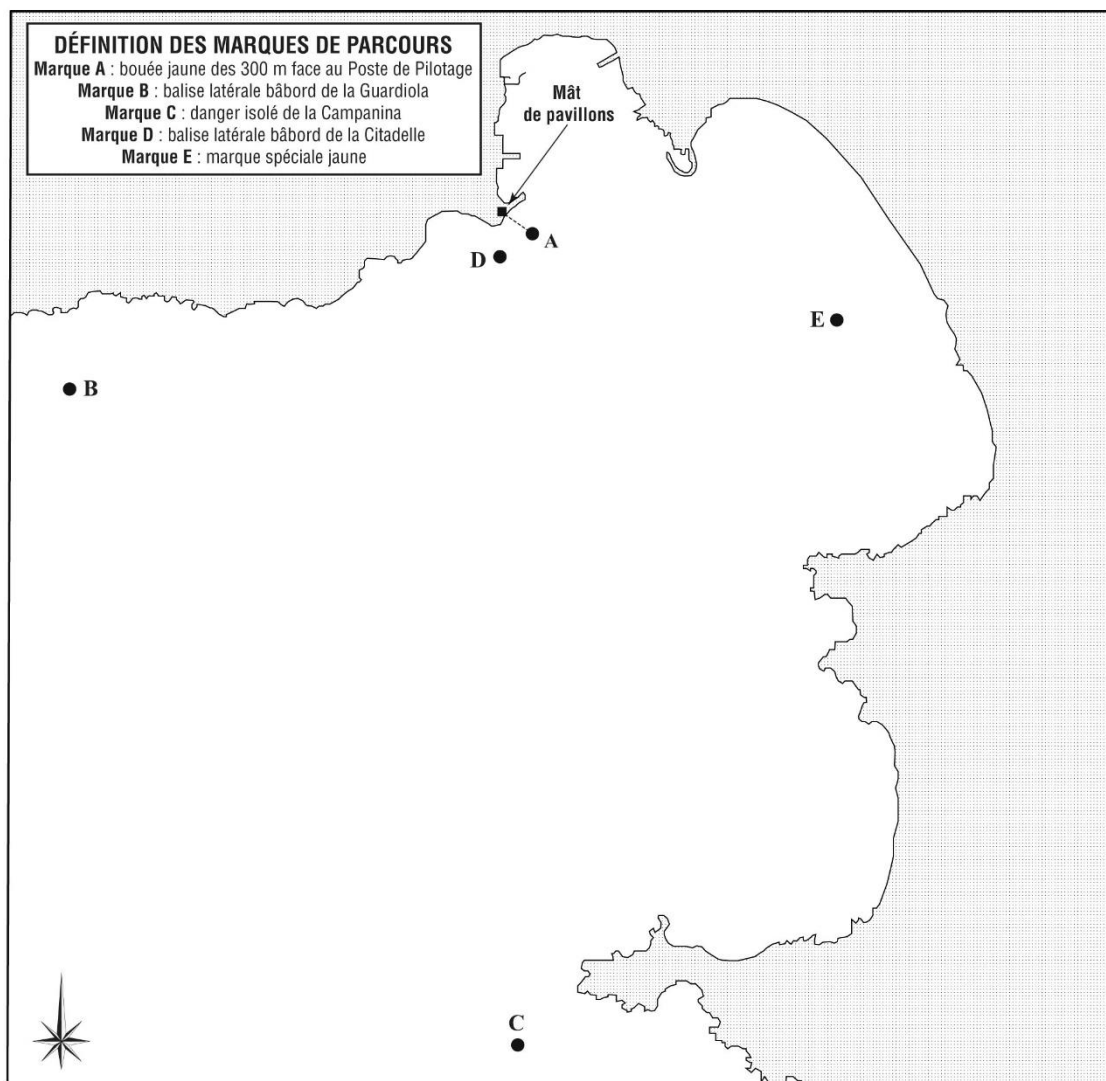 DÉFINITION DES MARQUES DE PARCOURS
Marque A : bouée jaune des 300 m face au Poste de Pilotage
Marque B : balise latérale bâbord de la Guardiola
Marque C : danger isolé de la Campanina
Marque D : balise latérale bâbord de la Citadelle
Marque E : marque spéciale jaune
Mât
de pavillons
A
D
E
B
C